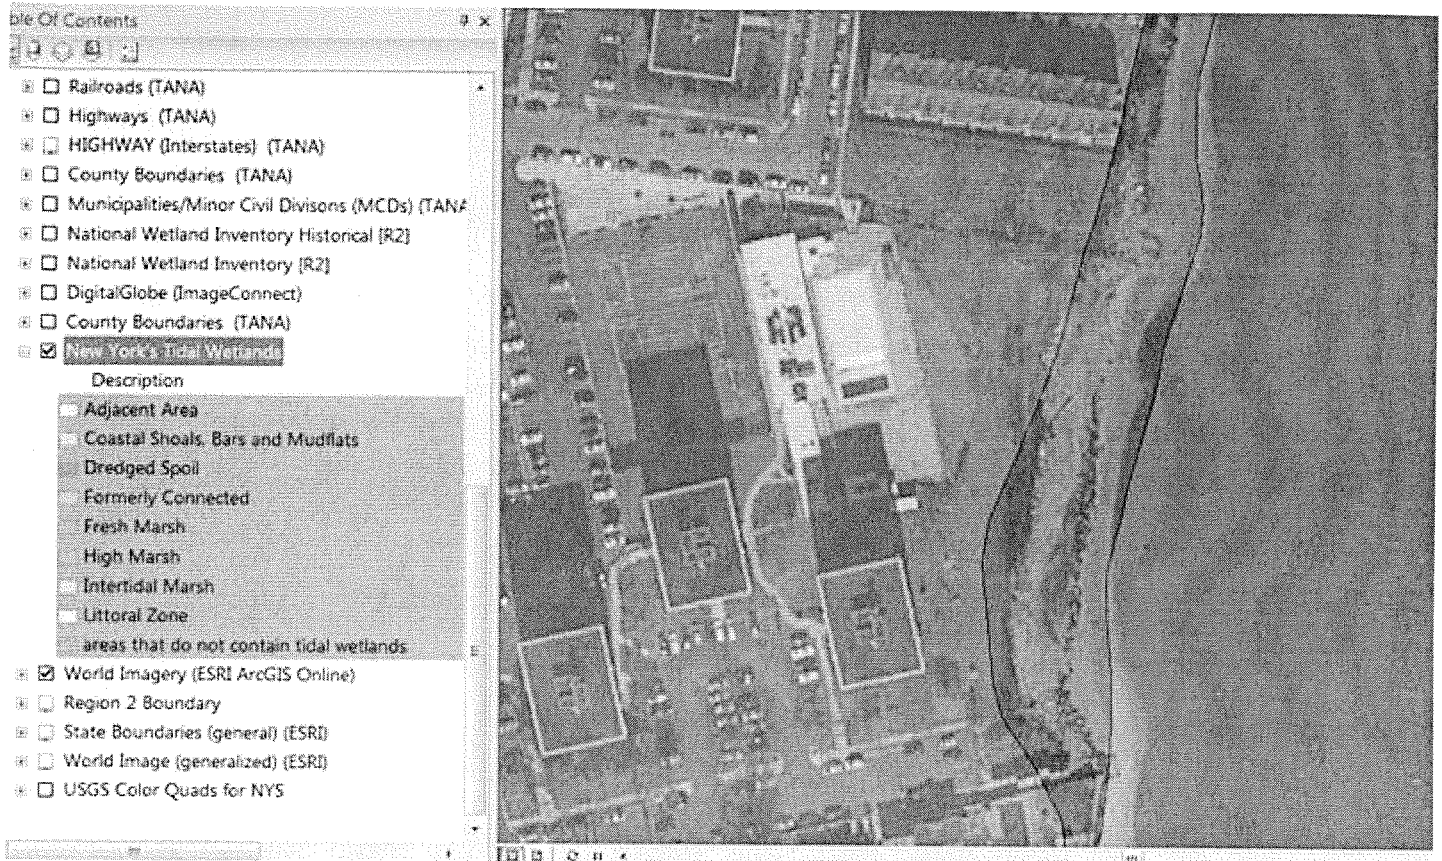 ble Of Contents
Railroads (TANA)
Highways (TANA)
HIGHWAY (Interstates) (TANA)
County Boundaries (TANA)
Municipalities/Minor Civil Divisons (MCDs) (TANA
National Wetland Inventory Historical [R2]
National Wetland Inventory [R2]
DigitalGlobe (ImageConnect)
County Boundaries (TANA)
New York's Tidal Wetlands
Description
Adjacent Area
Coastal Shoals, Bars and Mudflats
Dredged Spoil
Formerly Connected
Fresh Marsh
High Marsh
Intertidal Marsh
Littoral Zone
areas that do not contain tidal wetlands
World Imagery (ESRI ArcGIS Online)
Region 2 Boundary
State Boundaries (general) (ESRI)
World Image (generalized) (ESRI)
USGS Color Quads for NYS